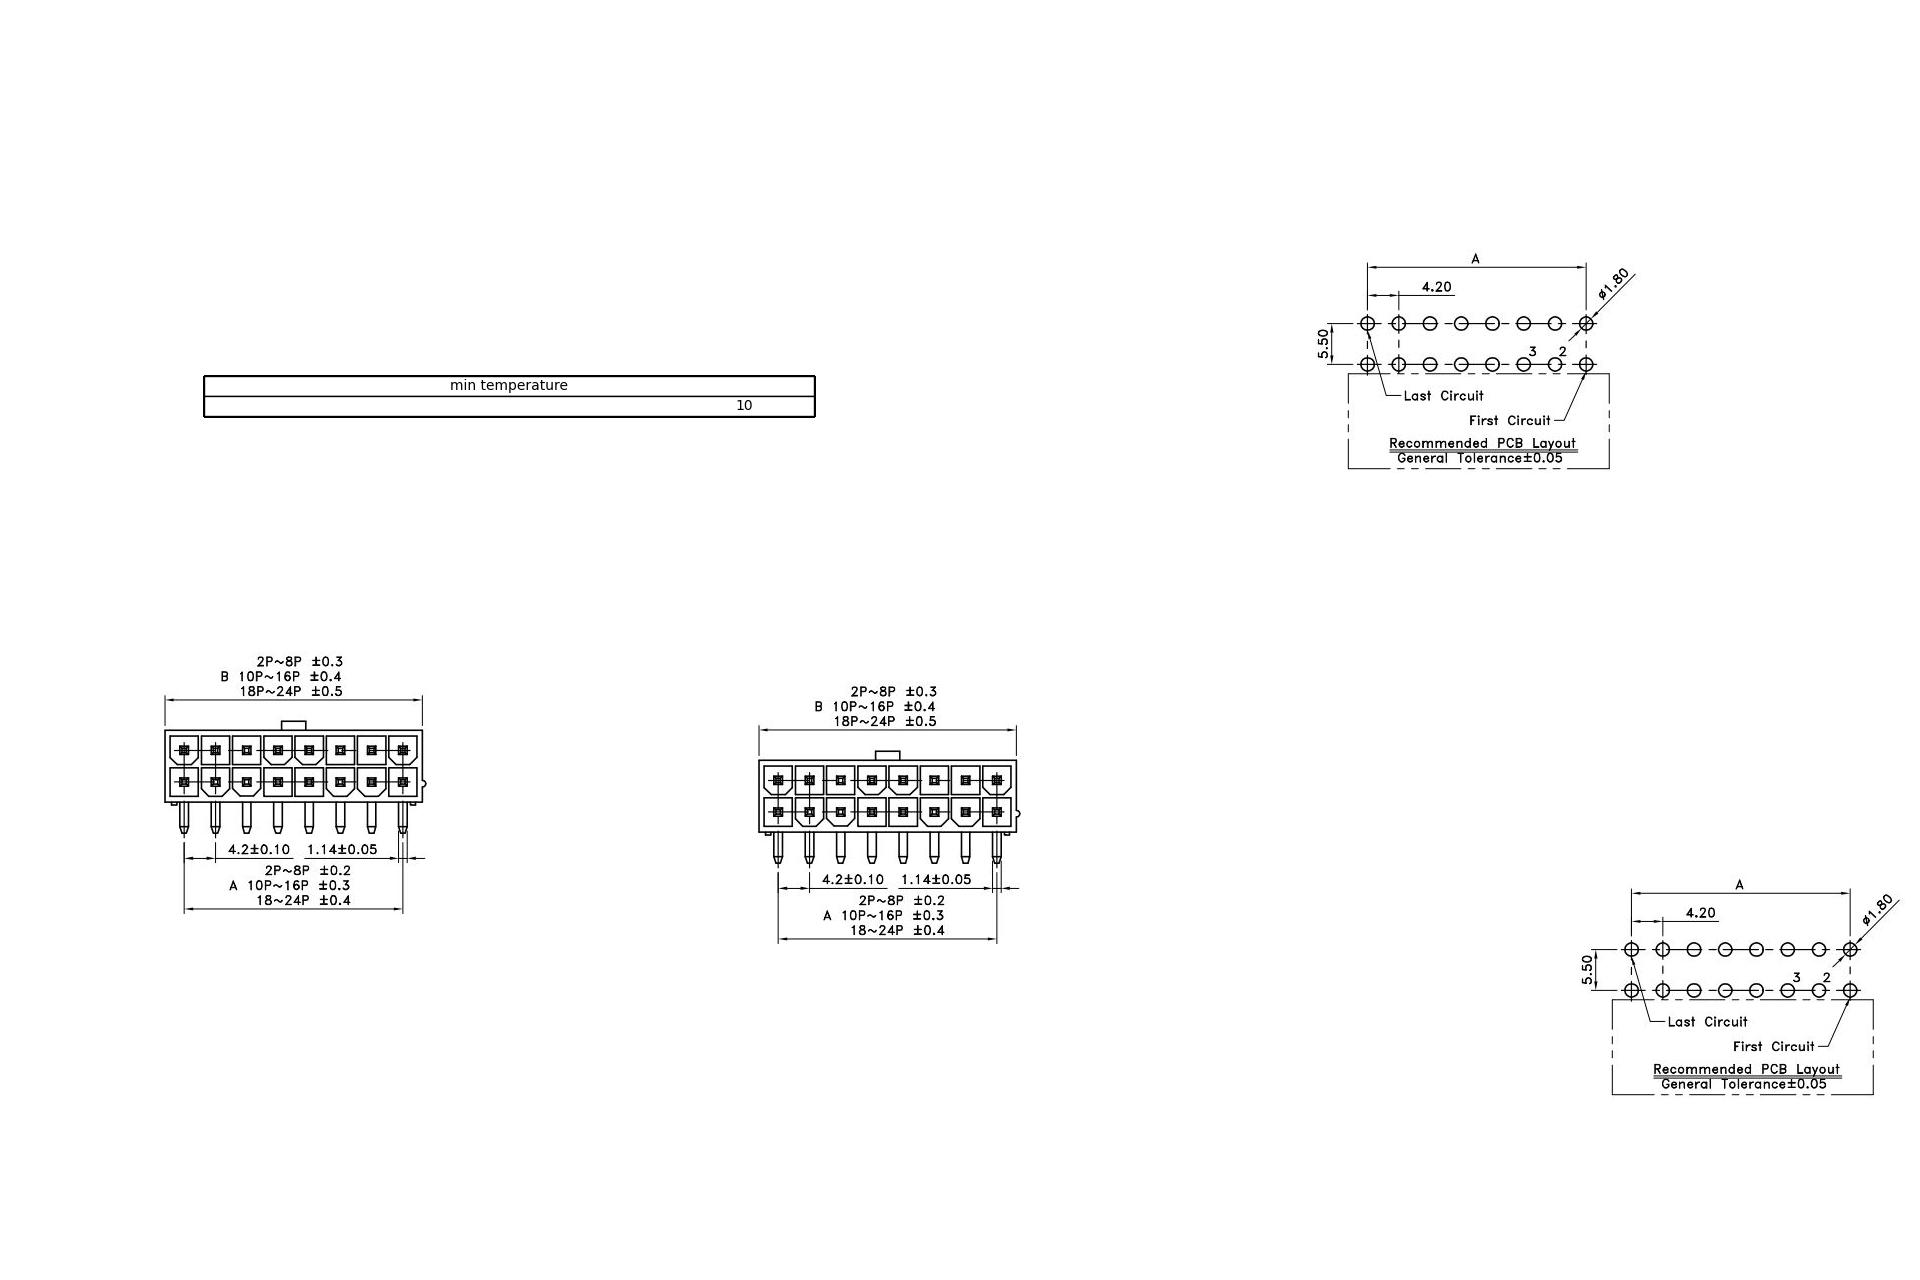 A
4.20
ø1.80
5.50
3 2
Last Circuit
First Circuit
Recommended PCB Layout
General Tolerance±0.05
min temperature
10
2P~8P ±0.3
B 10P~16P ±0.4
18P~24P ±0.5
4.2±0.10 1.14±0.05
2P~8P ±0.2
A 10P~16P ±0.3
18~24P ±0.4
2P~8P ±0.3
B 10P~16P ±0.4
18P~24P ±0.5
4.2±0.10 1.14±0.05
2P~8P ±0.2
A 10P~16P ±0.3
18~24P ±0.4
A
4.20
ø1.80
5.50
3 2
Last Circuit
First Circuit
Recommended PCB Layout
General Tolerance±0.05